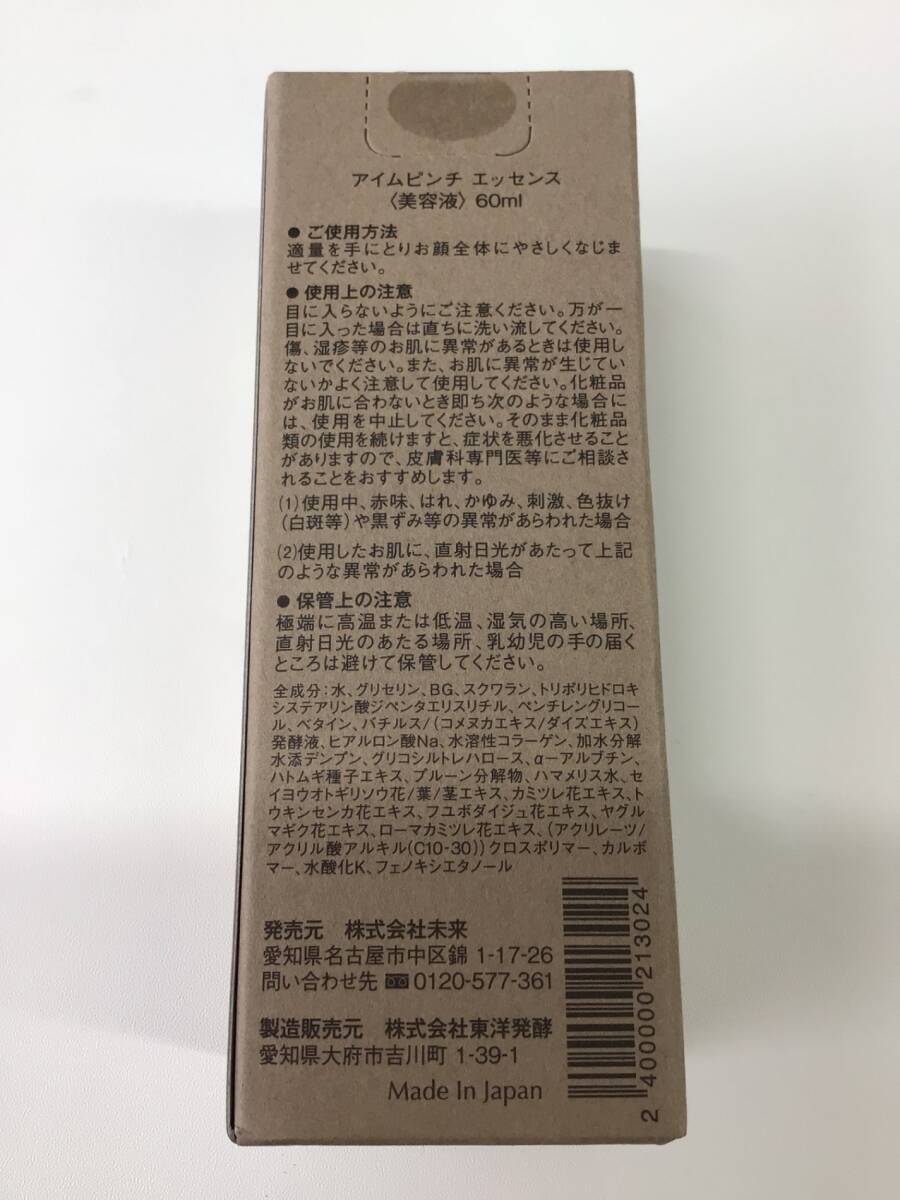 アイムピンチ エッセンス
〈美容液〉60ml
● ご使用方法
適量を手にとりお顔全体にやさしくなじま
せてください。
● 使用上の注意
目に入らないようにご注意ください。万が一
目に入った場合は直ちに洗い流してください。
傷、湿疹等のお肌に異常があるときは使用し
ないでください。また、お肌に異常が生じてい
ないかよく注意して使用してください。化粧品
がお肌に合わないとき即ち次のような場合に
は、使用を中止してください。そのまま化粧品
類の使用を続けますと、症状を悪化させること
がありますので、皮膚科専門医等にご相談さ
れることをおすすめします。
(1)使用中、赤味、はれ、かゆみ、刺激、色抜け
(白斑等)や黒ずみ等の異常があらわれた場合
(2)使用したお肌に、直射日光があたって上記
のような異常があらわれた場合
● 保管上の注意
極端に高温または低温、湿気の高い場所、
直射日光のあたる場所、乳幼児の手の届く
ところは避けて保管してください。
全成分：水、グリセリン、BG、スクワラン、トリポリヒドロキ
システアリン酸ジペンタエリスリチル、ペンチレングリコー
ル、ベタイン、バチルス/(コメヌカエキス/ダイズエキス)
発酵液、ヒアルロン酸Na、水溶性コラーゲン、加水分解
水添デンプン、グリコシルトレハロース、α－アルブチン、
ハトムギ種子エキス、プルーン分解物、ハマメリス水、セ
イヨウオトギリソウ花/葉/茎エキス、カミツレ花エキス、ト
ウキンセンカ花エキス、フユボダイジュ花エキス、ヤグル
マギク花エキス、ローマカミツレ花エキス、(アクリレーツ/
アクリル酸アルキル(C10-30))クロスポリマー、カルボ
マー、水酸化K、フェノキシエタノール
発売元　株式会社未来
愛知県名古屋市中区錦 1-17-26
問い合わせ先 0120-577-361
製造販売元　株式会社東洋発酵
愛知県大府市吉川町 1-39-1
Made In Japan
2 400000 213024